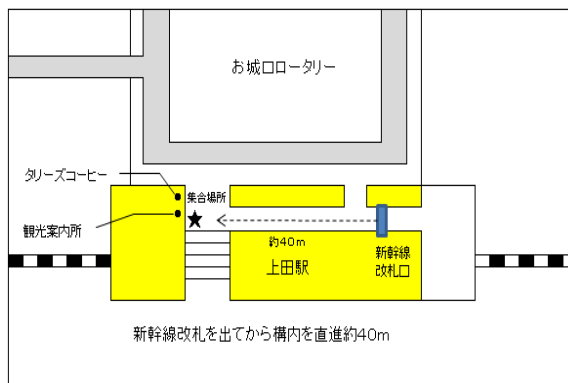 お城口ロータリー
タリーズコーヒー
集合場所
★
観光案内所
約40m
上田駅
新幹線
改札口
新幹線改札を出てから構内を直進約40m